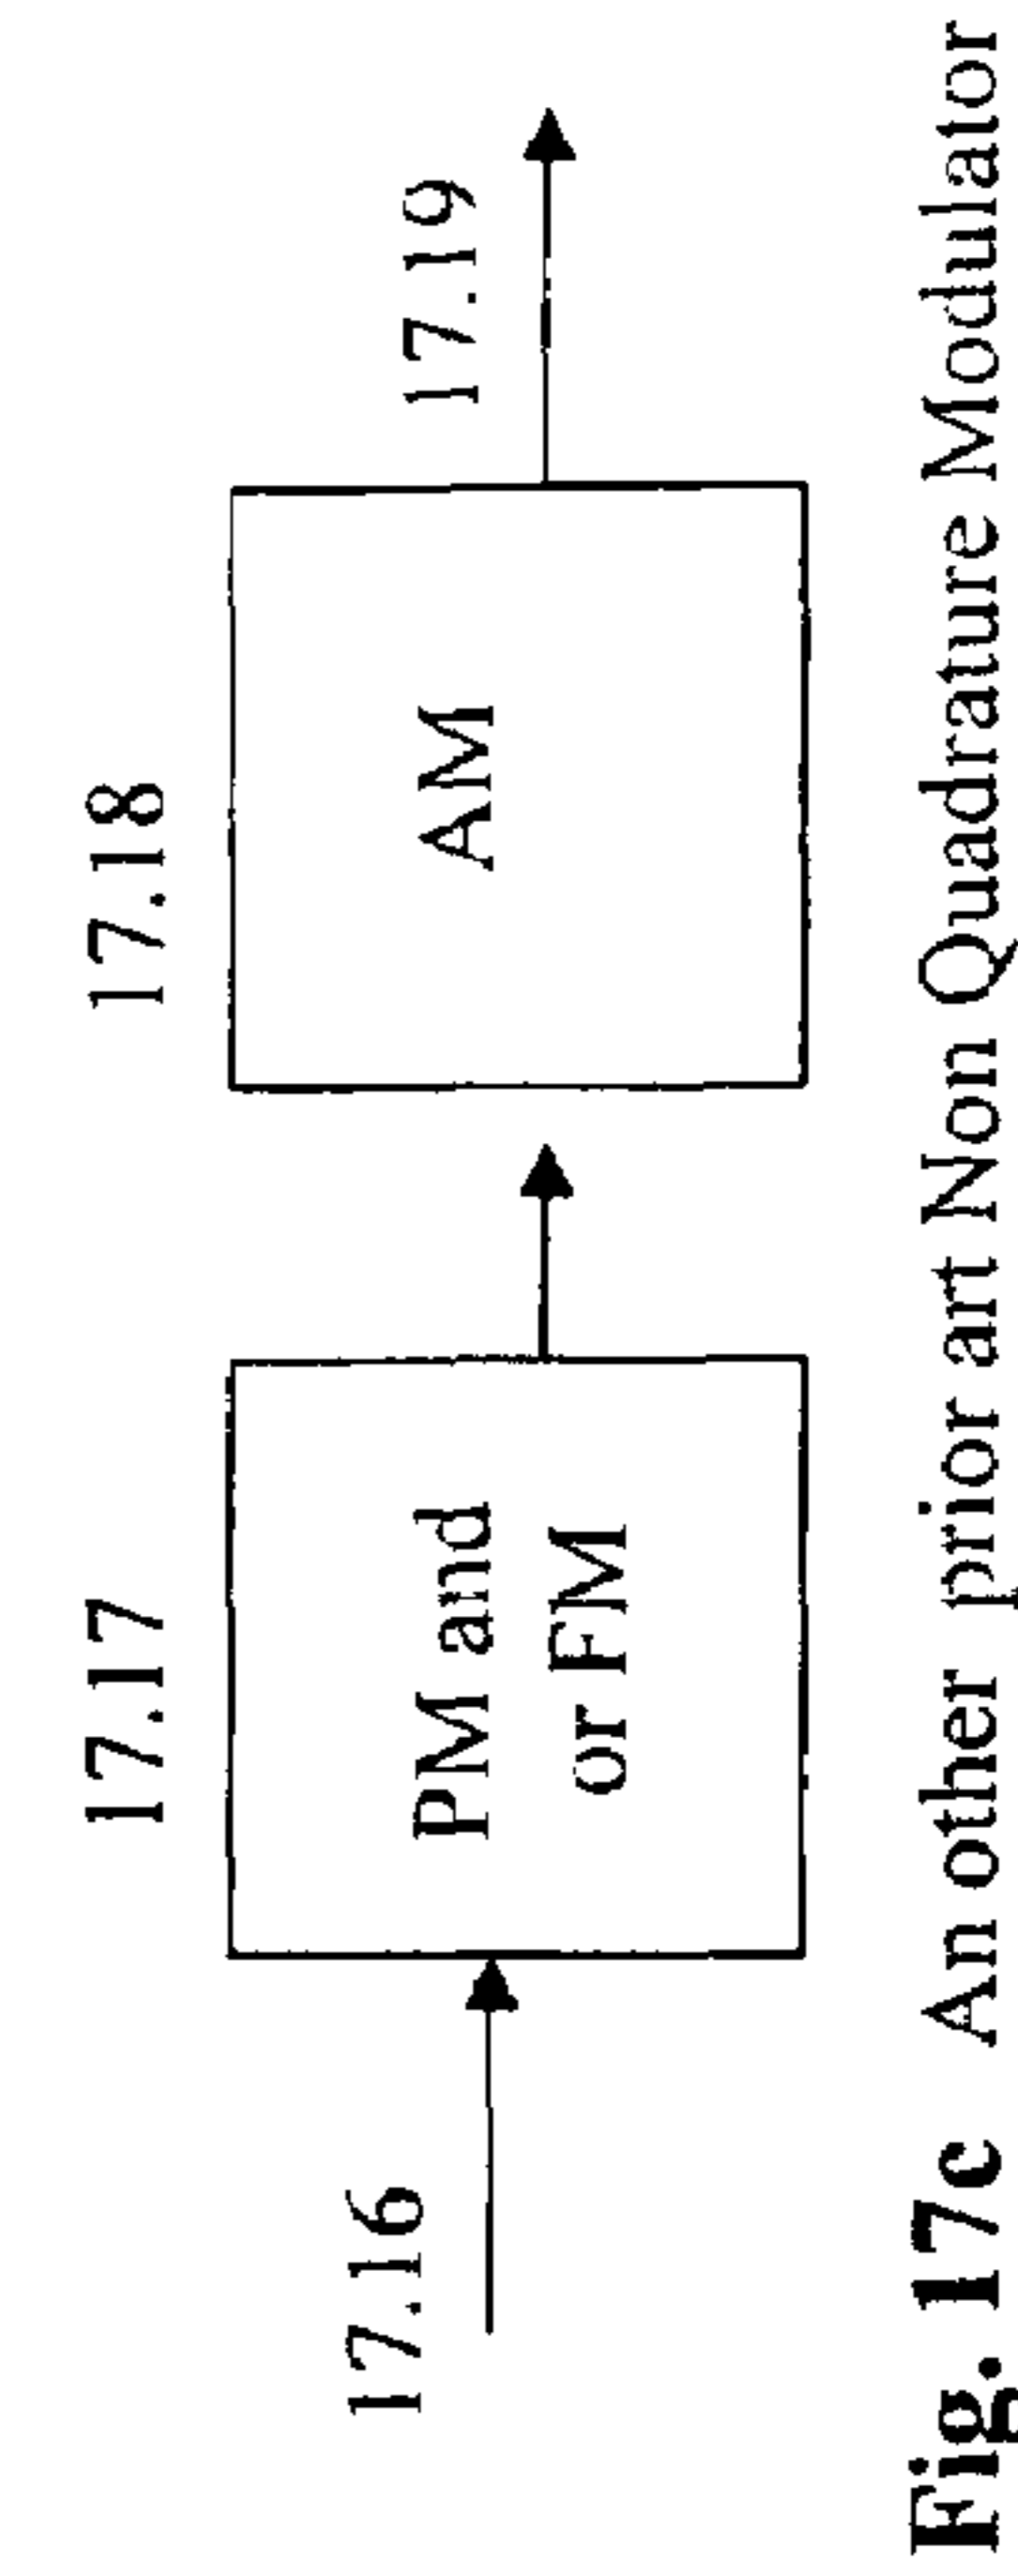 17.17
17.18
17.16
PM and
or FM
AM
17.19
Fig. 17c An other prior art Non Quadrature Modulator